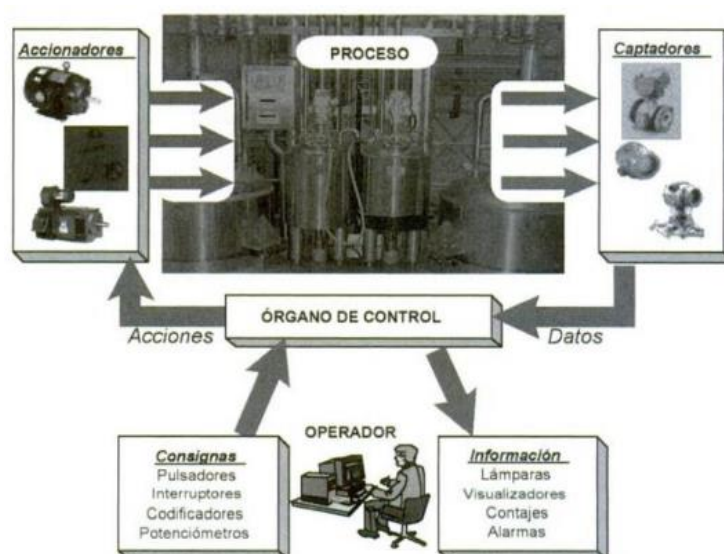 Accionadores
PROCESO
Captadores
ÓRGANO DE CONTROL
Acciones
Datos
OPERADOR
Consignas
Pulsadores
Interruptores
Codificadores
Potenciómetros
Información
Lámparas
Visualizadores
Contajes
Alarmas